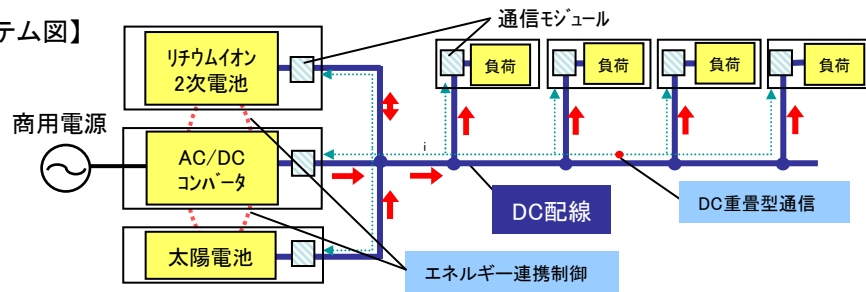 テム図】
通信モジュール
リチウムイオン
2次電池
負荷
負荷
負荷
負荷
商用電源
AC/DC
コンバータ
i
DC配線
DC重畳型通信
太陽電池
エネルギー連携制御